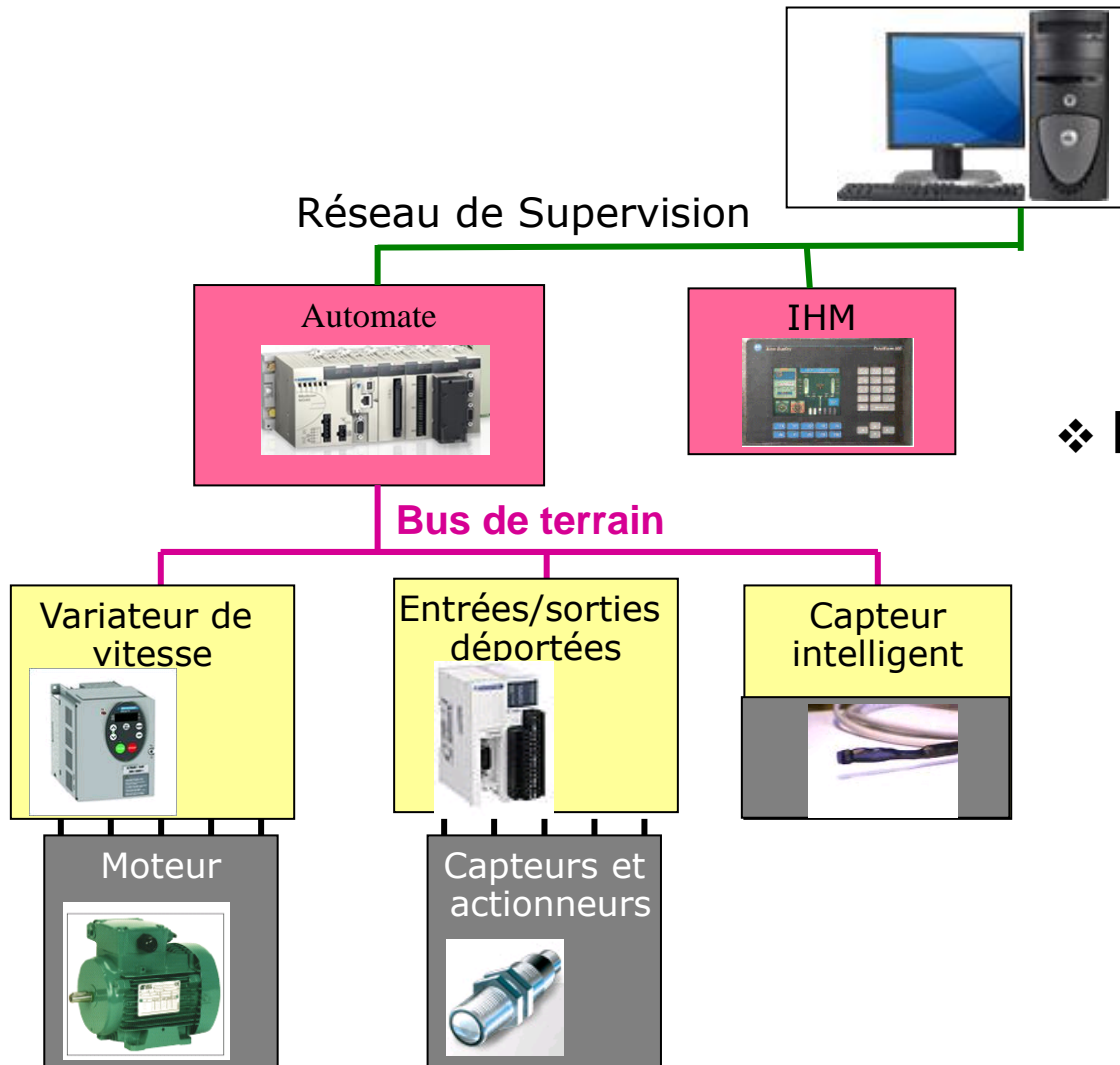 Réseau de Supervision
Automate
IHM
Bus de terrain
Variateur de
vitesse
Entrées/sorties
déportées
Capteur
intelligent
Moteur
Capteurs et
actionneurs